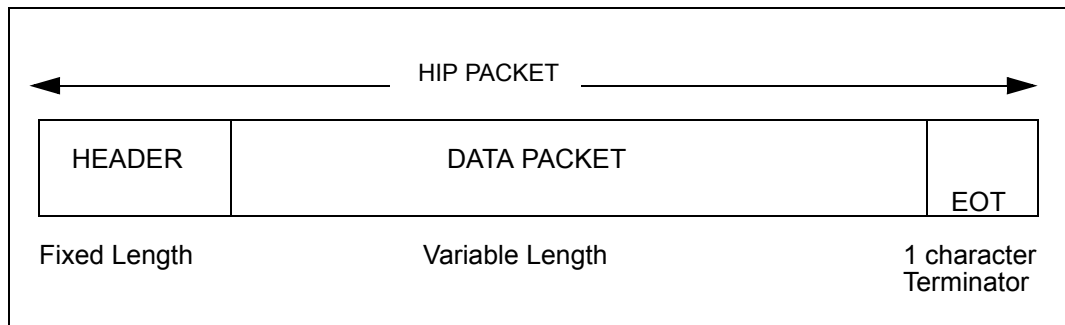 HIP PACKET
HEADER
DATA PACKET
EOT
Fixed Length
Variable Length
1 character
Terminator